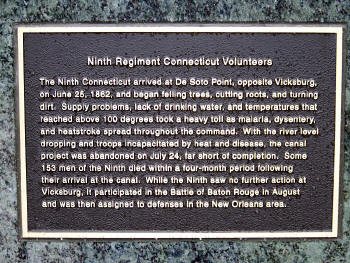 Ninth Regiment Connecticut Volunteers
The Ninth Connecticut arrived at De Soto Point, opposite Vicksburg,
on June 25, 1862, and began felling trees, cutting roots, and turning
dirt. Supply problems, lack of drinking water, and temperatures that
reached above 100 degrees took a heavy toll as malaria, dysentery,
and heatstroke spread throughout the command. With the river level
dropping and troops incapacitated by heat and disease, the canal
project was abandoned on July 24, far short of completion. Some
153 men of the Ninth died within a four-month period following
their arrival at the canal. While the Ninth saw no further action at
Vicksburg, it participated in the Battle of Baton Rouge in August
and was then assigned to defenses in the New Orleans area.